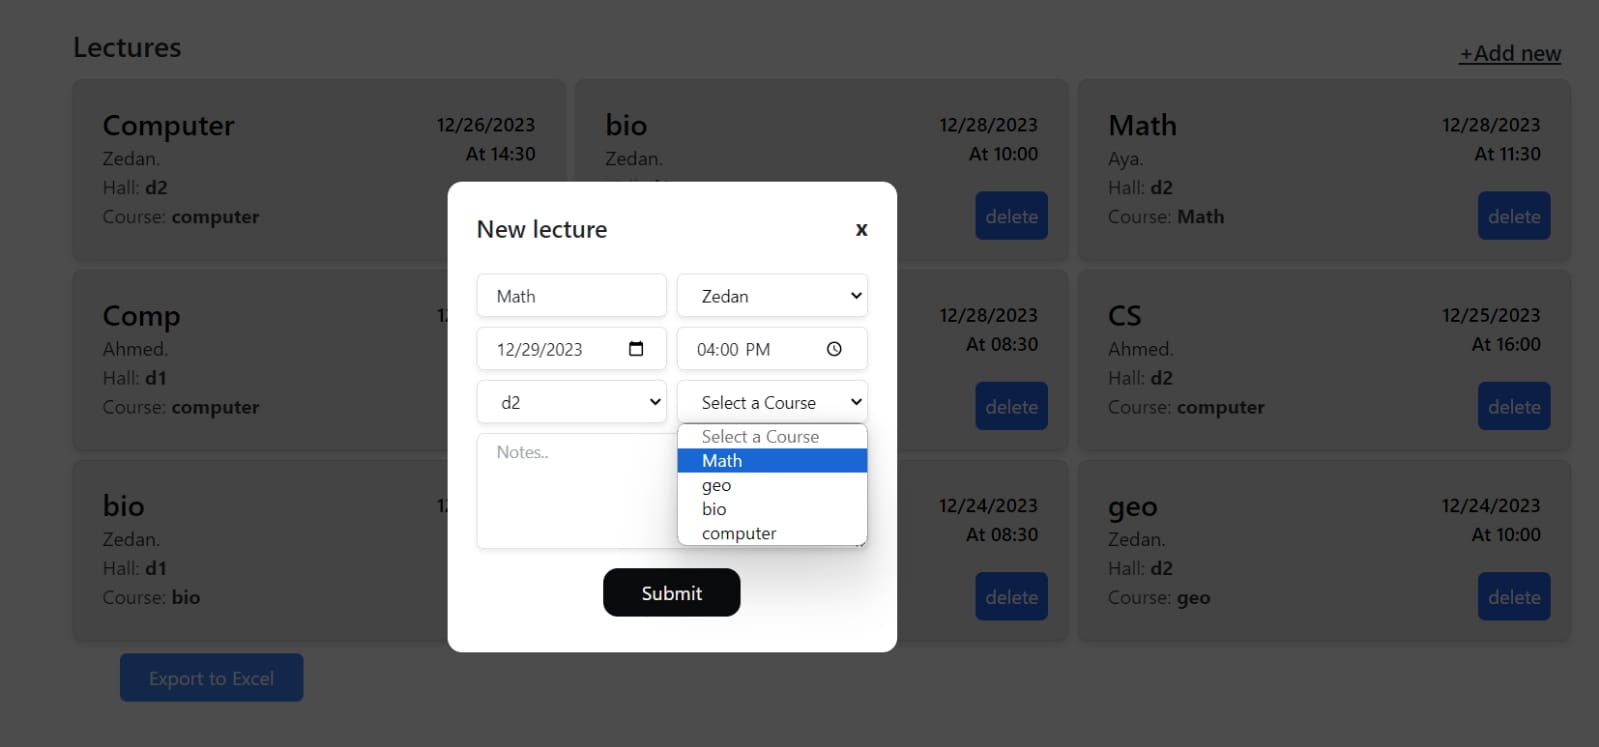 Lectures
+Add new
Computer
12/26/2023
Zedan.
At 14:30
Hall: d2
Course: computer
bio
12/28/2023
Zedan.
At 10:00
delete
Math
12/28/2023
Aya.
At 11:30
Hall: d2
Course: Math
delete
New lecture
x
Math
Zedan
12/29/2023
04:00 PM
d2
Select a Course
Notes..
Select a Course
Math
geo
bio
computer
Submit
Comp
Ahmed.
Hall: d1
Course: computer
12/28/2023
At 08:30
delete
CS
12/25/2023
Ahmed.
At 16:00
Hall: d2
Course: computer
delete
bio
Zedan.
Hall: d1
Course: bio
12/24/2023
At 08:30
delete
geo
12/24/2023
Zedan.
At 10:00
Hall: d2
Course: geo
delete
Export to Excel